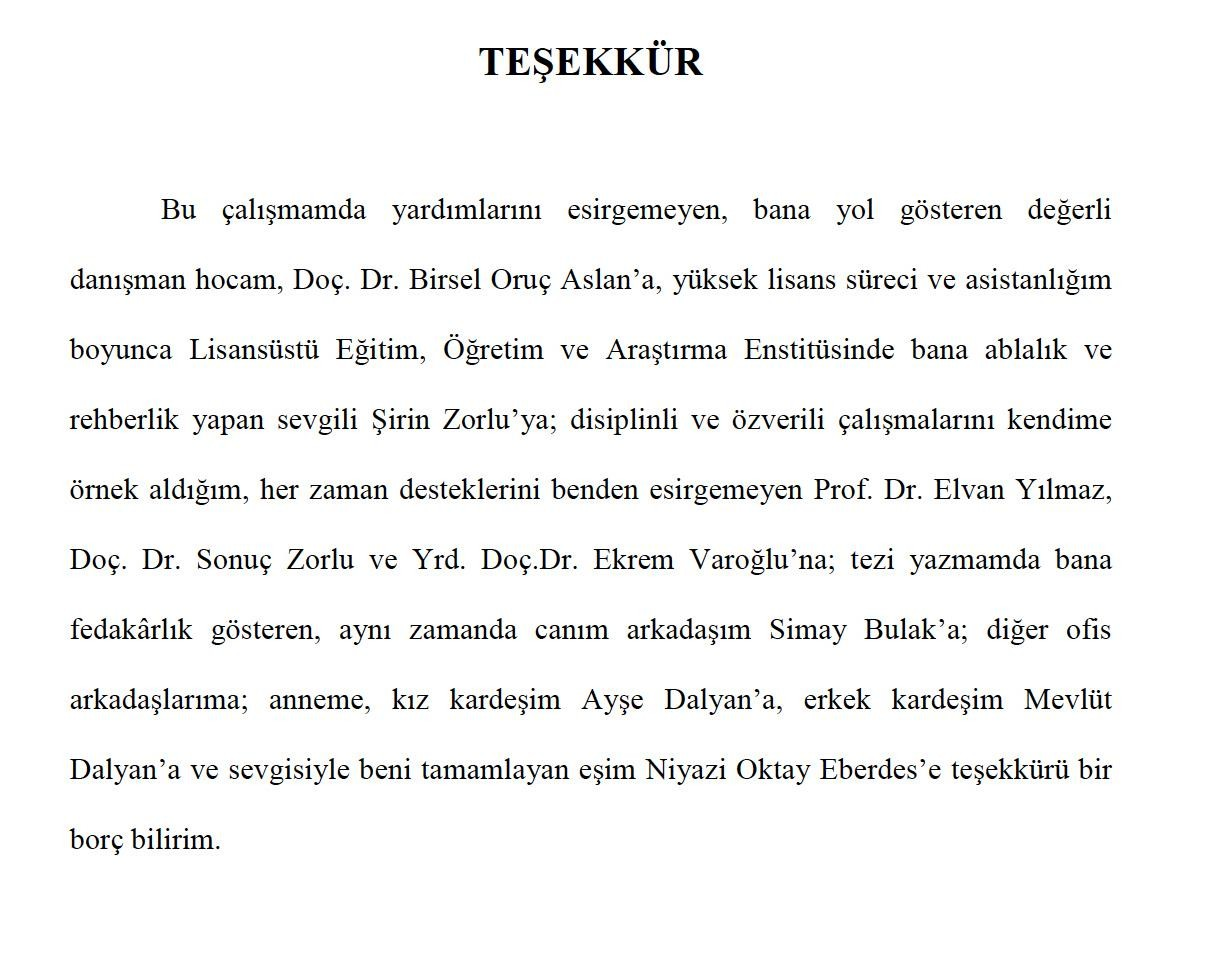 TEŞEKKÜR
Bu çalışmamda yardımlarını esirgemeyen, bana yol gösteren değerli
danışman hocam, Doç. Dr. Birsel Oruç Aslan’a, yüksek lisans süreci ve asistanlığım
boyunca Lisansüstü Eğitim, Öğretim ve Araştırma Enstitüsinde bana ablalık ve
rehberlik yapan sevgili Şirin Zorlu’ya; disiplinli ve özverili çalışmalarını kendime
örnek aldığım, her zaman desteklerini benden esirgemeyen Prof. Dr. Elvan Yılmaz,
Doç. Dr. Sonuç Zorlu ve Yrd. Doç.Dr. Ekrem Varoğlu’na; tezi yazmamda bana
fedakârlık gösteren, aynı zamanda canım arkadaşım Simay Bulak’a; diğer ofis
arkadaşlarıma; anneme, kız kardeşim Ayşe Dalyan’a, erkek kardeşim Mevlüt
Dalyan’a ve sevgisiyle beni tamamlayan eşim Niyazi Oktay Eberdes’e teşekkürü bir
borç bilirim.